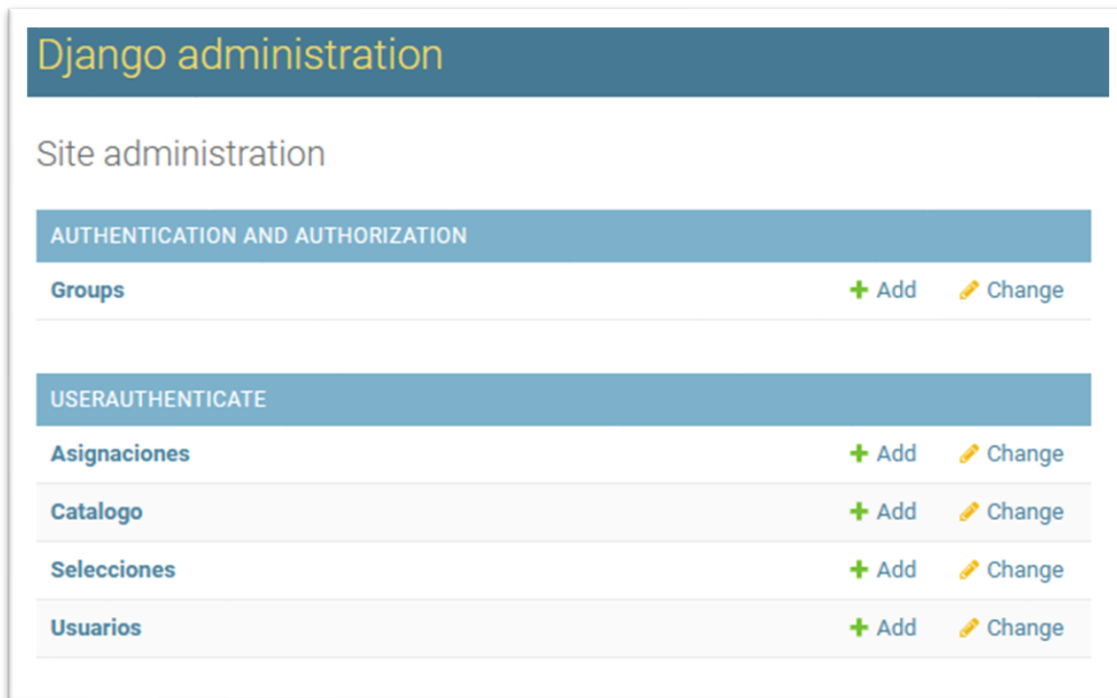 Django administration
Site administration
AUTHENTICATION AND AUTHORIZATION
Groups Add Change
USERAUTHENTICATE
Asignaciones Add Change
Catalogo Add Change
Selecciones Add Change
Usuarios Add Change